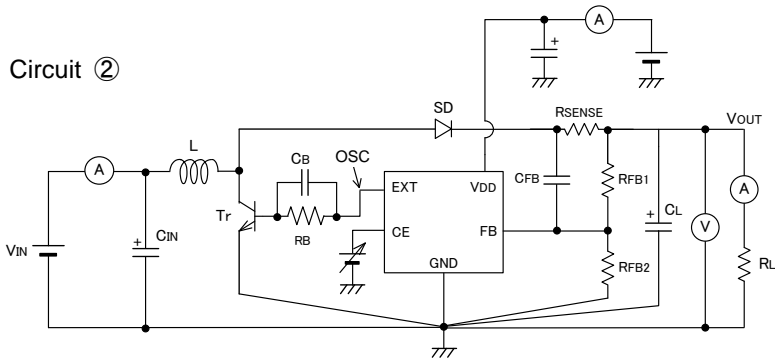 Circuit ②
A
SD
RSENSE
VOUT
L
CB
OSC
A
EXT
VDD
CFB
RFB1
CL
A
Tr
RB
CE
FB
V
VIN
+
CIN
GND
RFB2
RL
+
+